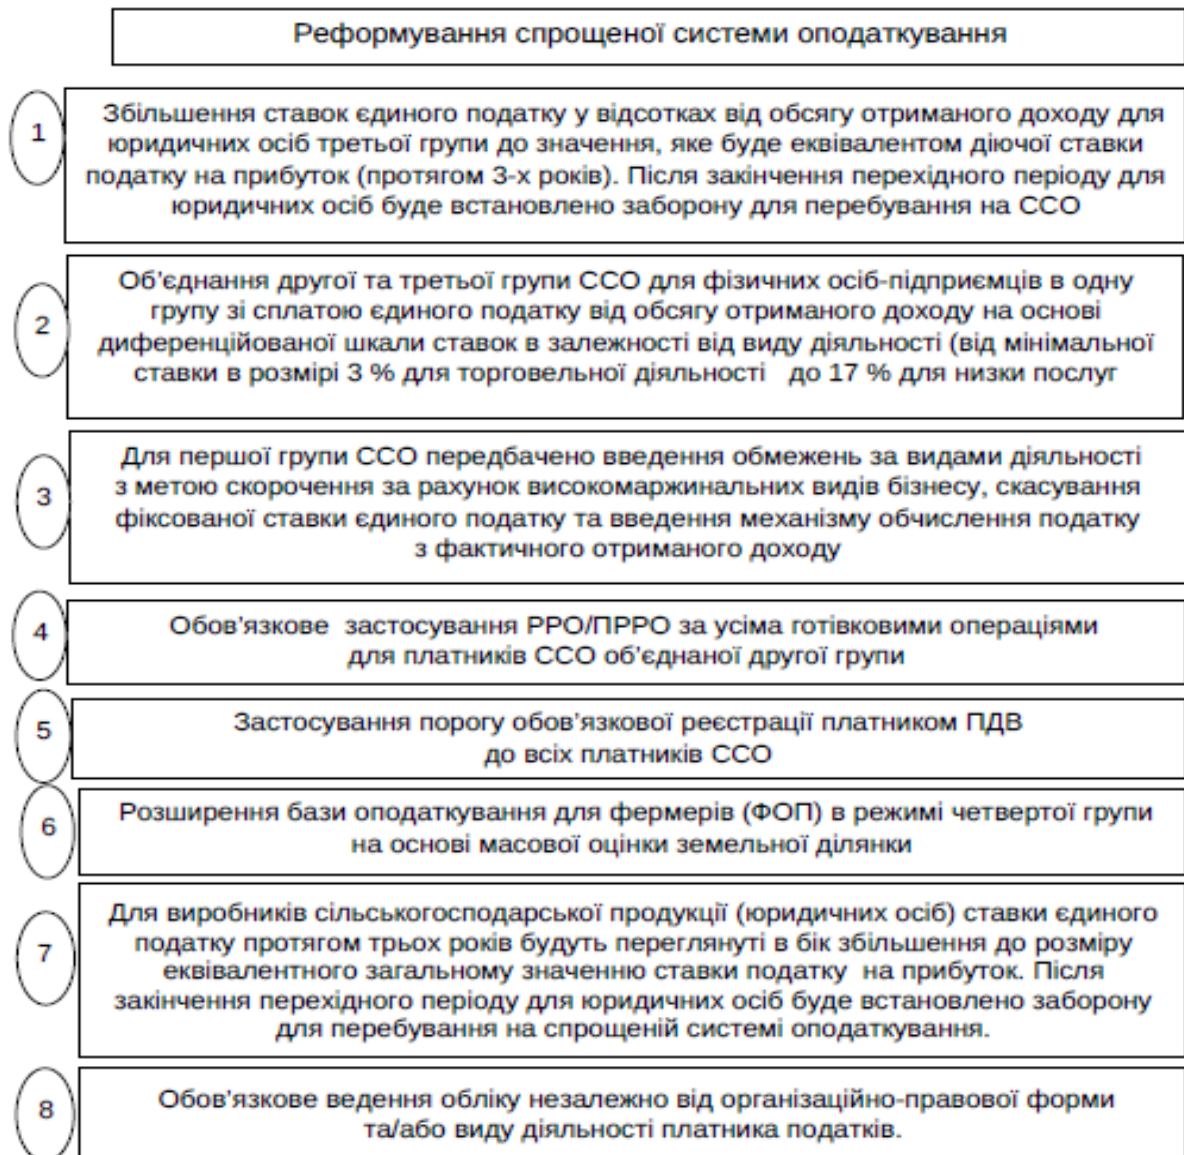 Реформування спрощеної системи оподаткування
1
Збільшення ставок єдиного податку у відсотках від обсягу отриманого доходу для
юридичних осіб третьої групи до значення, яке буде еквівалентом діючої ставки
податку на прибуток (протягом 3-х років). Після закінчення перехідного періоду для
юридичних осіб буде встановлено заборону для перебування на ССО
2
Об’єднання другої та третьої групи ССО для фізичних осіб-підприємців в одну
групу зі сплатою єдиного податку від обсягу отриманого доходу на основі
диференційованої шкали ставок в залежності від виду діяльності (від мінімальної
ставки в розмірі 3 % для торговельної діяльності до 17 % для низки послуг
3
Для першої групи ССО передбачено введення обмежень за видами діяльності
з метою скорочення за рахунок високомаржинальних видів бізнесу, скасування
фіксованої ставки єдиного податку та введення механізму обчислення податку
з фактичного отриманого доходу
4
Обов’язкове застосування РРО/ПРРО за усіма готівковими операціями
для платників ССО об’єднаної другої групи
5
Застосування порогу обов’язкової реєстрації платником ПДВ
до всіх платників ССО
6
Розширення бази оподаткування для фермерів (ФОП) в режимі четвертої групи
на основі масової оцінки земельної ділянки
7
Для виробників сільськогосподарської продукції (юридичних осіб) ставки єдиного
податку протягом трьох років будуть переглянуті в бік збільшення до розміру
еквівалентного загальному значенню ставки податку на прибуток. Після
закінчення перехідного періоду для юридичних осіб буде встановлено заборону
для перебування на спрощеній системі оподаткування.
8
Обов’язкове ведення обліку незалежно від організаційно-правової форми
та/або виду діяльності платника податків.